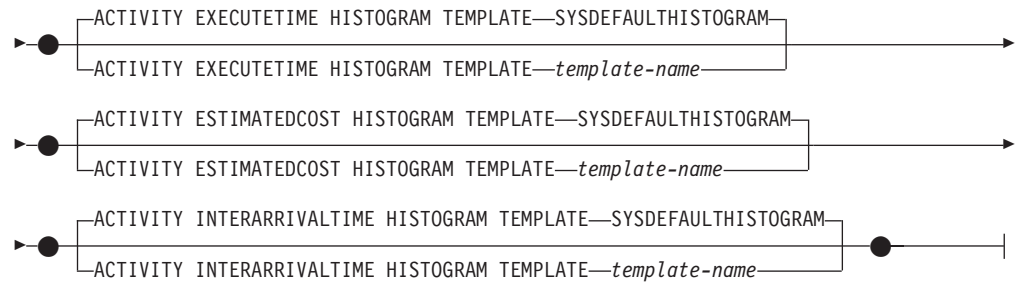 ACTIVITY EXECUTETIME HISTOGRAM TEMPLATE—SYSDEFAULTHISTOGRAM
ACTIVITY EXECUTETIME HISTOGRAM TEMPLATE—template-name
ACTIVITY ESTIMATEDCOST HISTOGRAM TEMPLATE—SYSDEFAULTHISTOGRAM
ACTIVITY ESTIMATEDCOST HISTOGRAM TEMPLATE—template-name
ACTIVITY INTERARRIVALTIME HISTOGRAM TEMPLATE—SYSDEFAULTHISTOGRAM
ACTIVITY INTERARRIVALTIME HISTOGRAM TEMPLATE—template-name